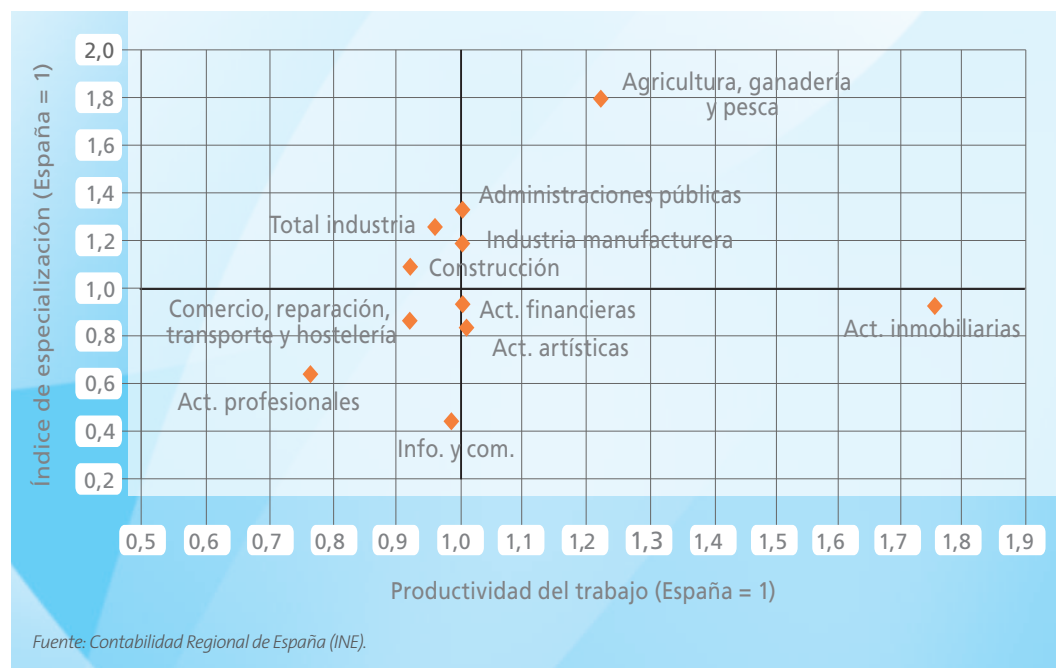 Índice de especialización (España = 1)
2,0
1,8
1,6
1,4
1,2
1,0
0,8
0,6
0,4
0,2
Agricultura, ganadería
y pesca
Administraciones públicas
Total industria
Industria manufacturera
Construcción
Comercio, reparación,
transporte y hostelería
Act. financieras
Act. inmobiliarias
Act. artísticas
Act. profesionales
Info. y com.
0,5 0,6 0,7 0,8 0,9 1,0 1,1 1,2 1,3 1,4 1,5 1,6 1,7 1,8 1,9
Productividad del trabajo (España = 1)
Fuente: Contabilidad Regional de España (INE).